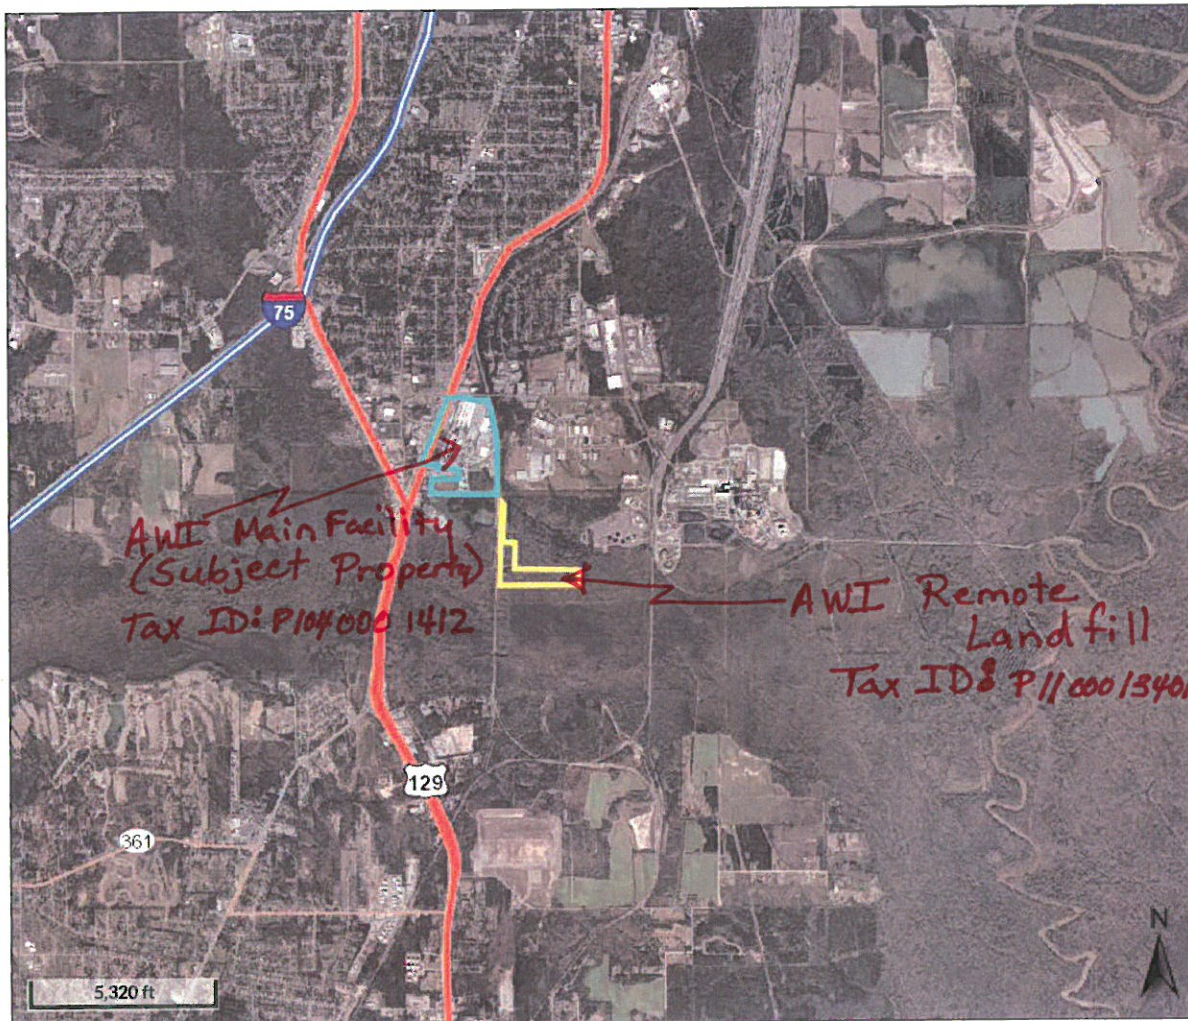 75
AWI Main Facility
(Subject Property)
Tax ID: P104000 1412
AWI Remote
Landfill
Tax ID:
129
361
N
5,320 ft